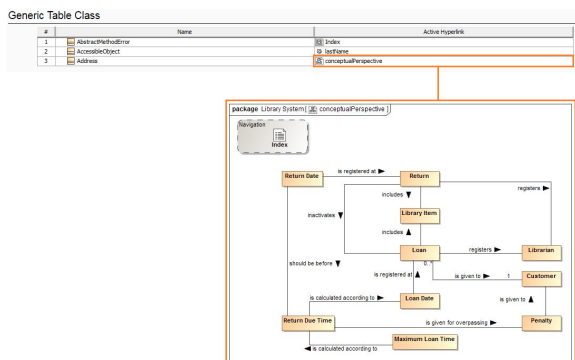 Generic Table Class
# Name Active Hyperlink
1 AbstractMethodError Index
2 AccessibleObject lastName
3 Address conceptualPerspective
package Library System[ conceptualPerspective ]
Navigation
Index
Return Date is registered at ▶ Return
registers ▶
includes ▼
inactivates ▼ Library Item
includes ▲
Loan registers ▶ Librarian
should be before ▼ 0..*
is registered at ▲ is given to ▶ 1 Customer
is calculated according to ▶ Loan Date is given to ▲
Return Due Time is given for overpassing ▶ Penalty
Maximum Loan Time
◀ is calculated according to